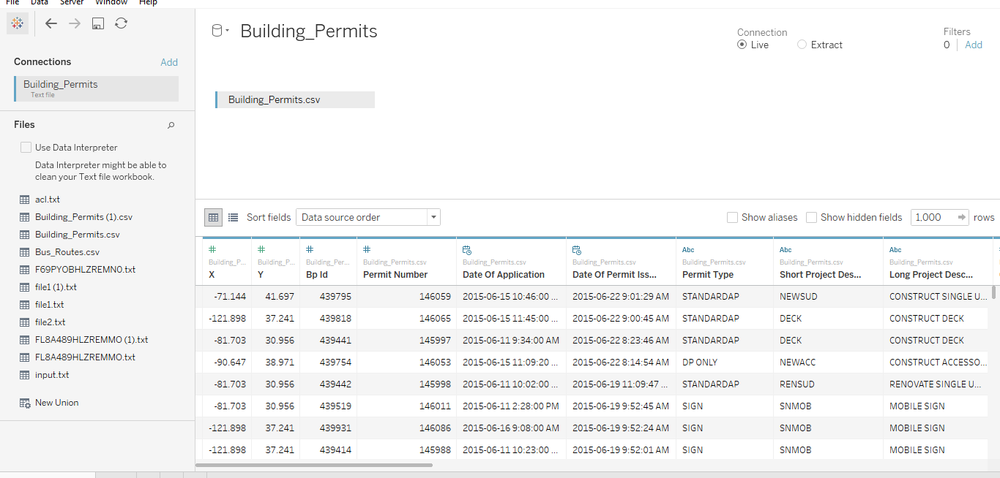 File Data Server Window Help
Building_Permits
Connection
Live Extract
Filters
0 Add
Connections Add
Building_Permits
Text file
Building_Permits.csv
Files
Use Data Interpreter
Data Interpreter might be able to
clean your Text file workbook.
acl.txt
Building_Permits (1).csv
Building_Permits.csv
Bus_Routes.csv
F69PYOBHLZREMN0.txt
file1 (1).txt
file1.txt
file2.txt
FL8A489HLZREMMO (1).txt
FL8A489HLZREMMO.txt
input.txt
New Union
Sort fields Data source order Show aliases Show hidden fields 1,000 rows
Abc Abc Abc
Building_P... Building_P... Building_Per... Building_Permits.csv Building_Permits.csv Building_Permits.csv Building_Permits.csv Building_Permits.csv Building_Permits.csv
X Y Bp Id Permit Number Date Of Application Date Of Permit Iss... Permit Type Short Project Des... Long Project Desc...
-71.144 41.697 439795 146059 2015-06-15 10:46:00 ... 2015-06-22 9:01:29 AM STANDARDAP NEWSUD CONSTRUCT SINGLE U...
-121.898 37.241 439818 146065 2015-06-15 11:45:00 ... 2015-06-22 9:00:45 AM STANDARDAP DECK CONSTRUCT DECK
-81.703 30.956 439441 145997 2015-06-11 9:34:00 AM 2015-06-22 8:23:46 AM STANDARDAP DECK CONSTRUCT DECK
-90.647 38.971 439754 146053 2015-06-15 11:09:20 ... 2015-06-22 8:14:54 AM DP ONLY NEWACC CONSTRUCT ACCESSO...
-81.703 30.956 439442 145998 2015-06-11 10:02:00 ... 2015-06-19 11:09:47 ... STANDARDAP RENSUD RENOVATE SINGLE U...
-81.703 30.956 439519 146011 2015-06-11 2:28:00 PM 2015-06-19 9:52:45 AM SIGN SNMOB MOBILE SIGN
-121.898 37.241 439931 146086 2015-06-16 9:08:00 AM 2015-06-19 9:52:24 AM SIGN SNMOB MOBILE SIGN
-121.898 37.241 439414 145988 2015-06-11 10:23:00 ... 2015-06-19 9:52:01 AM SIGN SNMOB MOBILE SIGN